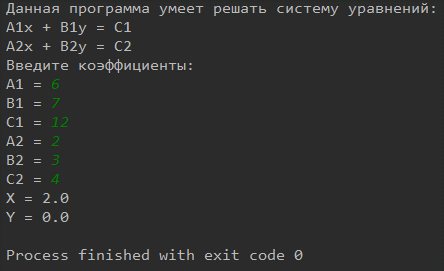 Данная программа умеет решать систему уравнений:
A1x + B1y = C1
A2x + B2y = C2
Введите коэффициенты:
A1 = 6
B1 = 7
C1 = 12
A2 = 2
B2 = 3
C2 = 4
X = 2.0
Y = 0.0
Process finished with exit code 0